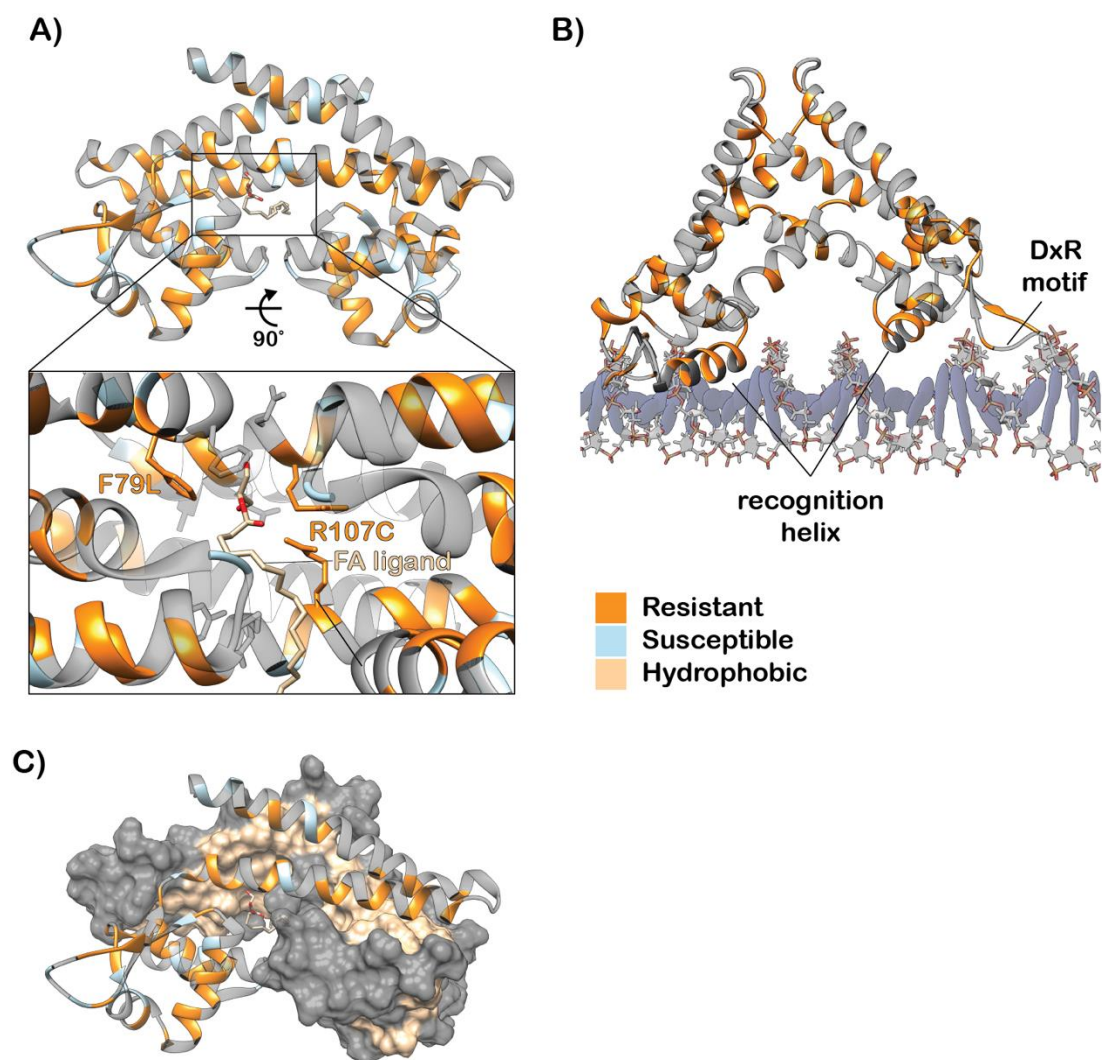 A)
B)
90°
DxR
motif
F79L
R107C
FA ligand
recognition
helix
Resistant
Susceptible
Hydrophobic
C)